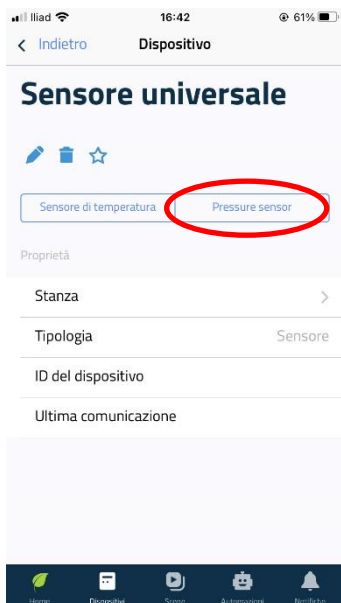 Iliad 16:42 61%
Indietro Dispositivo
Sensore universale
Sensore di temperatura Pressure sensor
Proprietà
Stanza
Tipologia Sensore
ID del dispositivo
Ultima comunicazione
Home Dispositivi Scene Automazioni Notifiche